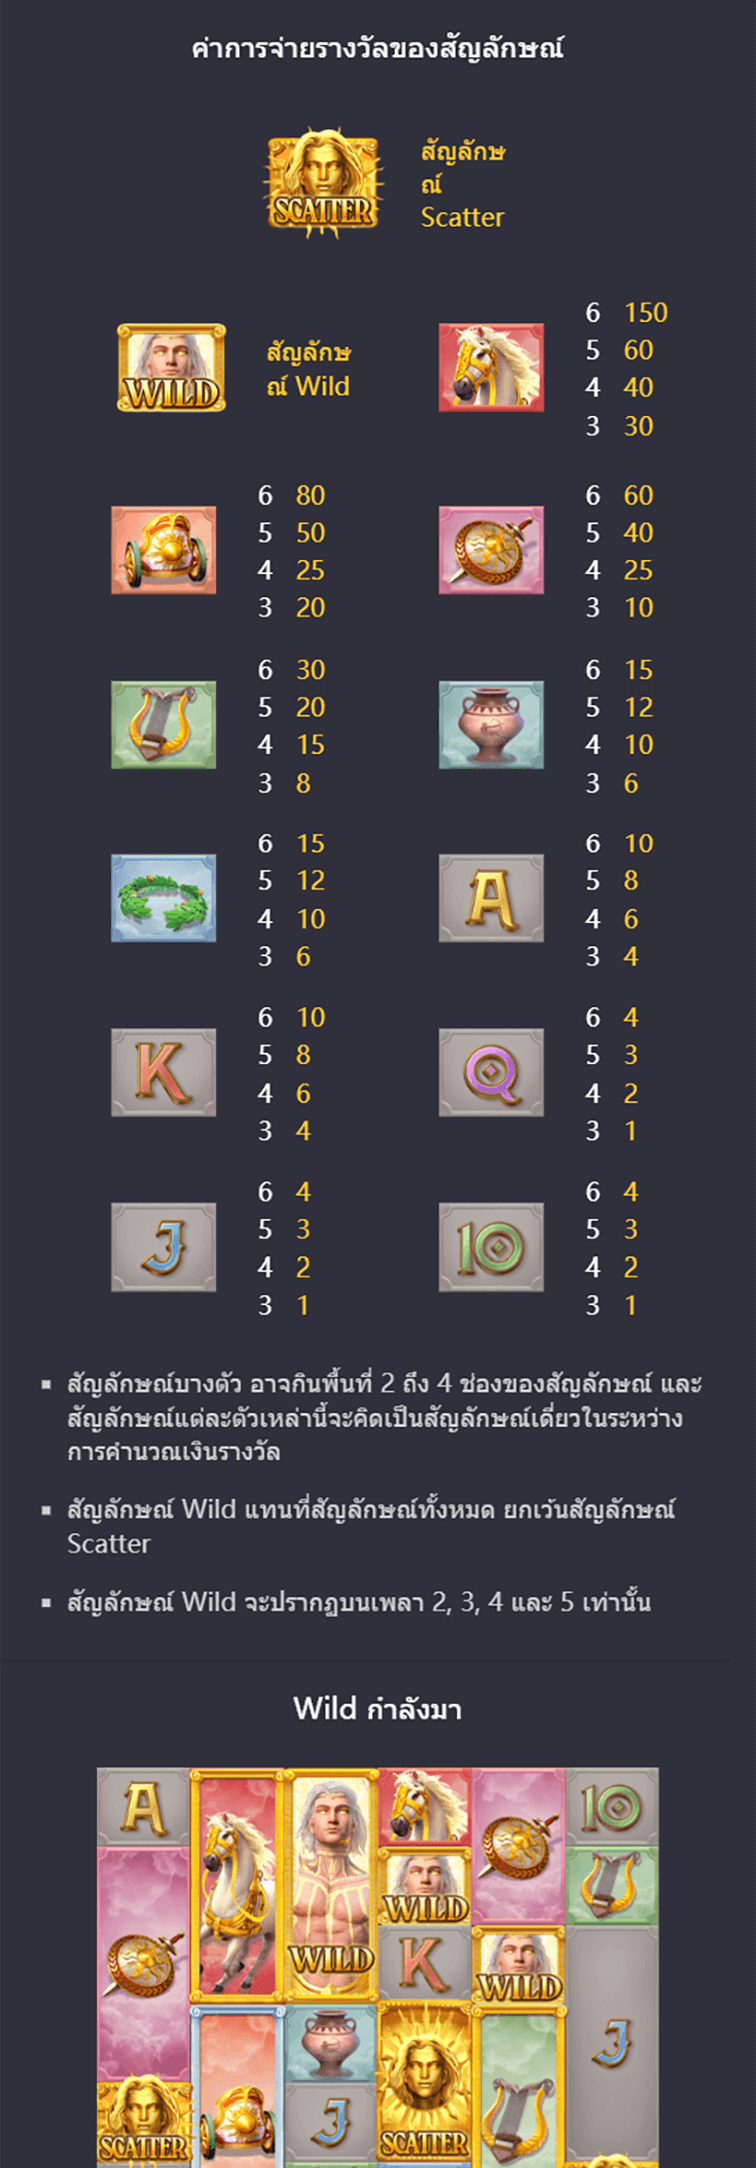 ค่าการจ่ายรางวัลของสัญลักษณ์
SCATTER
สัญลักษ
ณ์
Scatter
WILD
สัญลักษ
ณ์ Wild
6 150
5 60
4 40
3 30
6 80
5 50
4 25
3 20
6 60
5 40
4 25
3 10
6 30
5 20
4 15
3 8
6 15
5 12
4 10
3 6
6 15
5 12
4 10
3 6
A
6 10
5 8
4 6
3 4
K
6 10
5 8
4 6
3 4
Q
6 4
5 3
4 2
3 1
J
6 4
5 3
4 2
3 1
10
6 4
5 3
4 2
3 1
▪ สัญลักษณ์บางตัว อาจกินพื้นที่ 2 ถึง 4 ช่องของสัญลักษณ์ และ
สัญลักษณ์แต่ละตัวเหล่านี้จะคิดเป็นสัญลักษณ์เดี่ยวในระหว่าง
การคำนวณเงินรางวัล
▪ สัญลักษณ์ Wild แทนที่สัญลักษณ์ทั้งหมด ยกเว้นสัญลักษณ์
Scatter
▪ สัญลักษณ์ Wild จะปรากฏบนเพลา 2, 3, 4 และ 5 เท่านั้น
Wild กำลังมา
A
10
WILD
WILD
K
WILD
J
J
SCATTER
SCATTER